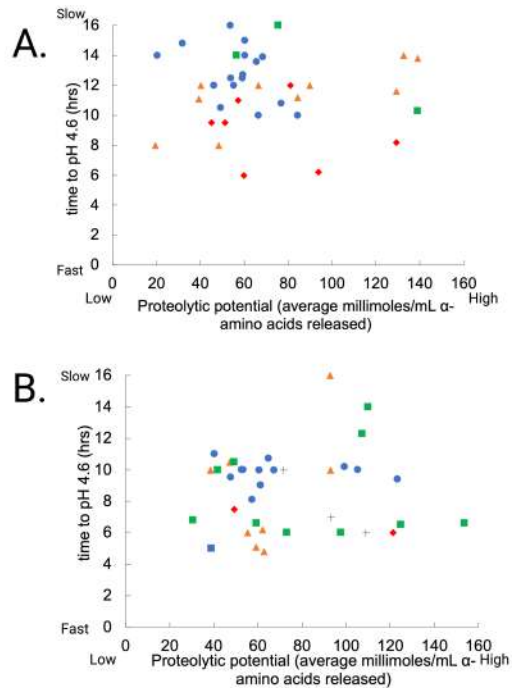 A.
Slow
16
14
12
10
8
6
4
2
0
time to pH 4.6 (hrs)
Fast
0 20 40 60 80 100 120 140 160
Low
Proteolytic potential (average millimoles/mL α-
amino acids released)
High
B.
Slow
16
14
12
10
8
6
4
2
0
time to pH 4.6 (hrs)
Fast
0 20 40 60 80 100 120 140 160
Low
Proteolytic potential (average millimoles/mL α-
amino acids released)
High